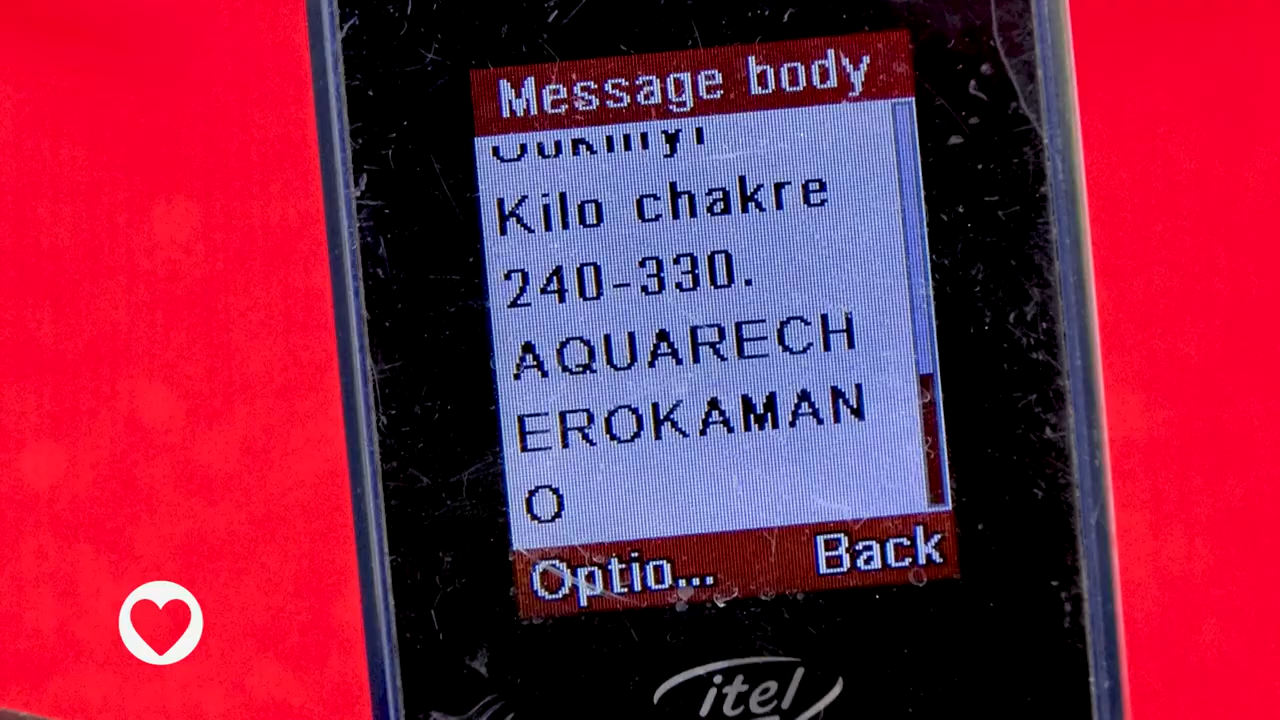 Message body
Kilo chakre
240-330.
AQUARECH
EROKAMAN
O
Optio...
Back
itel